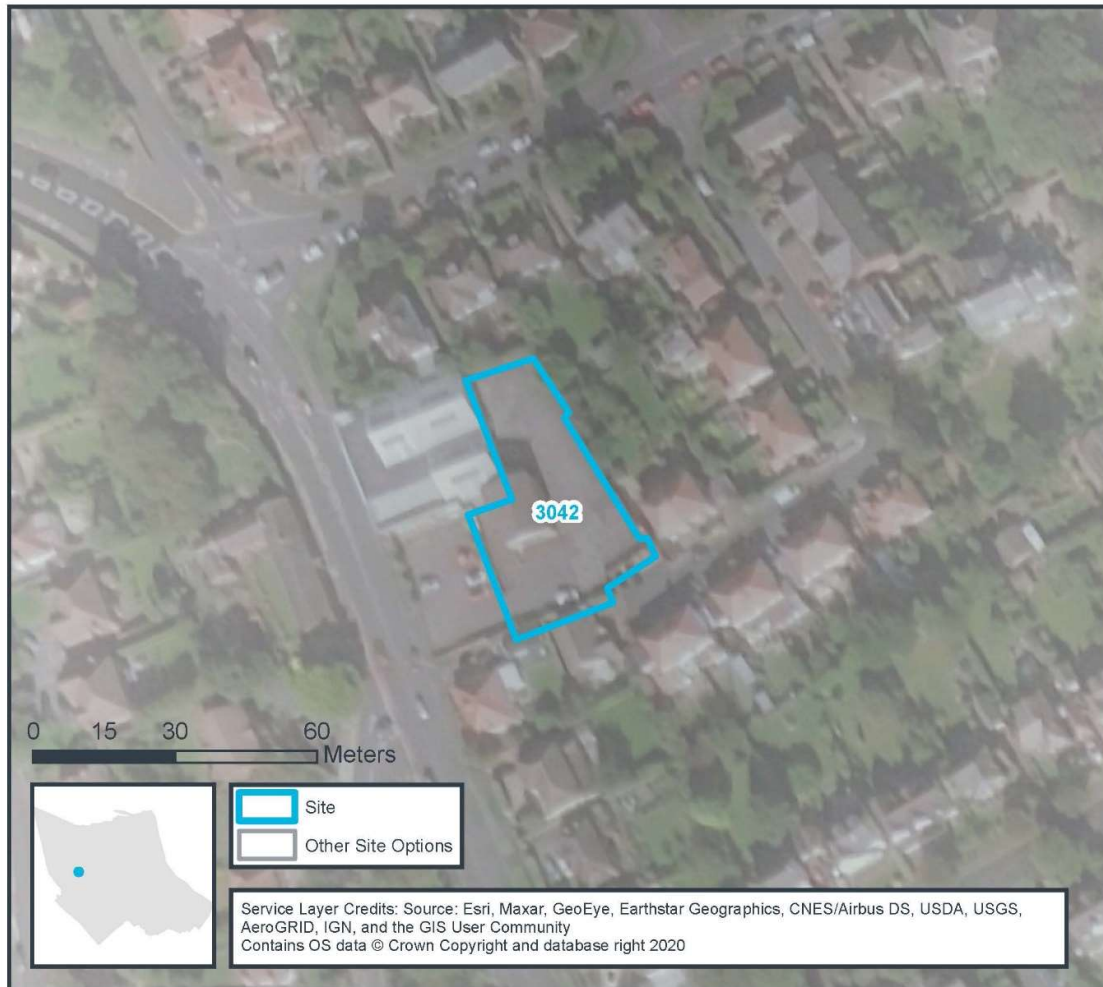 3042
0 15 30 60
Meters
Site
Other Site Options
Service Layer Credits: Source: Esri, Maxar, GeoEye, Earthstar Geographics, CNES/Airbus DS, USDA, USGS,
AeroGRID, IGN, and the GIS User Community
Contains OS data © Crown Copyright and database right 2020